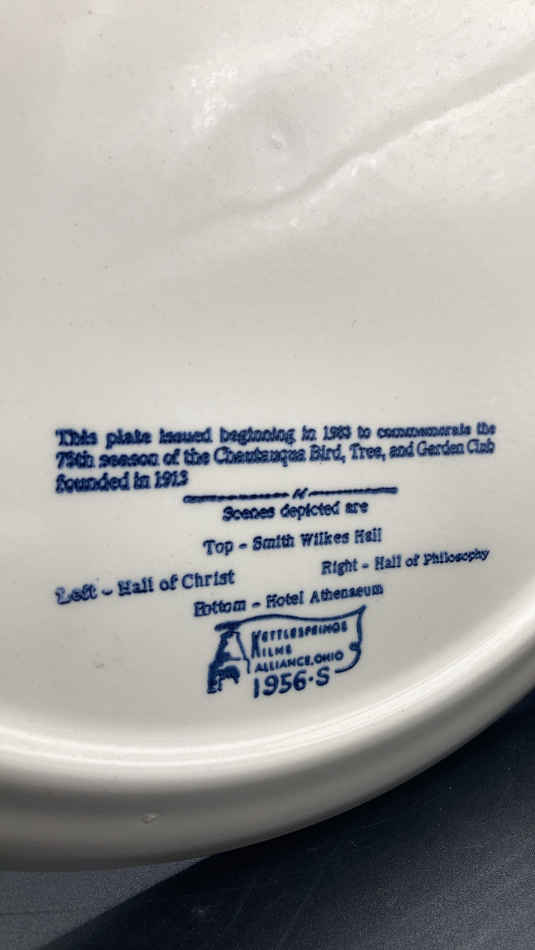 This plate issued beginning in 1983 to commemorate the
75th season of the Chautauqua Bird, Tree, and Garden Club
founded in 1913
Scenes depicted are
Top - Smith Wilkes Hall
Left - Hall of Christ
Right - Hall of Philosophy
Bottom - Hotel Athenaeum
KETTLESPRINGS
KILNS
ALLIANCE, OHIO
1956-S